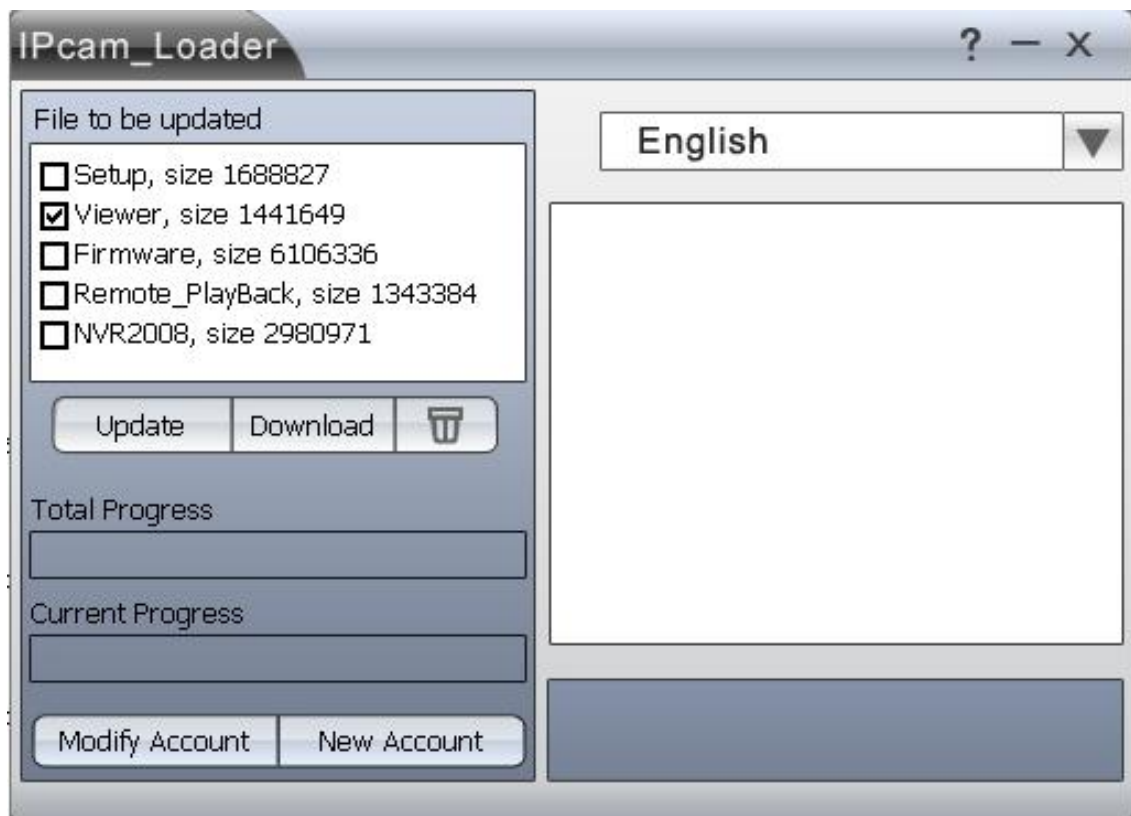 IPcam_Loader
? — X
File to be updated
Setup, size 1688827
Viewer, size 1441649
Firmware, size 6106336
Remote_PlayBack, size 1343384
NVR2008, size 2980971
Update Download
Total Progress
Current Progress
Modify Account New Account
English